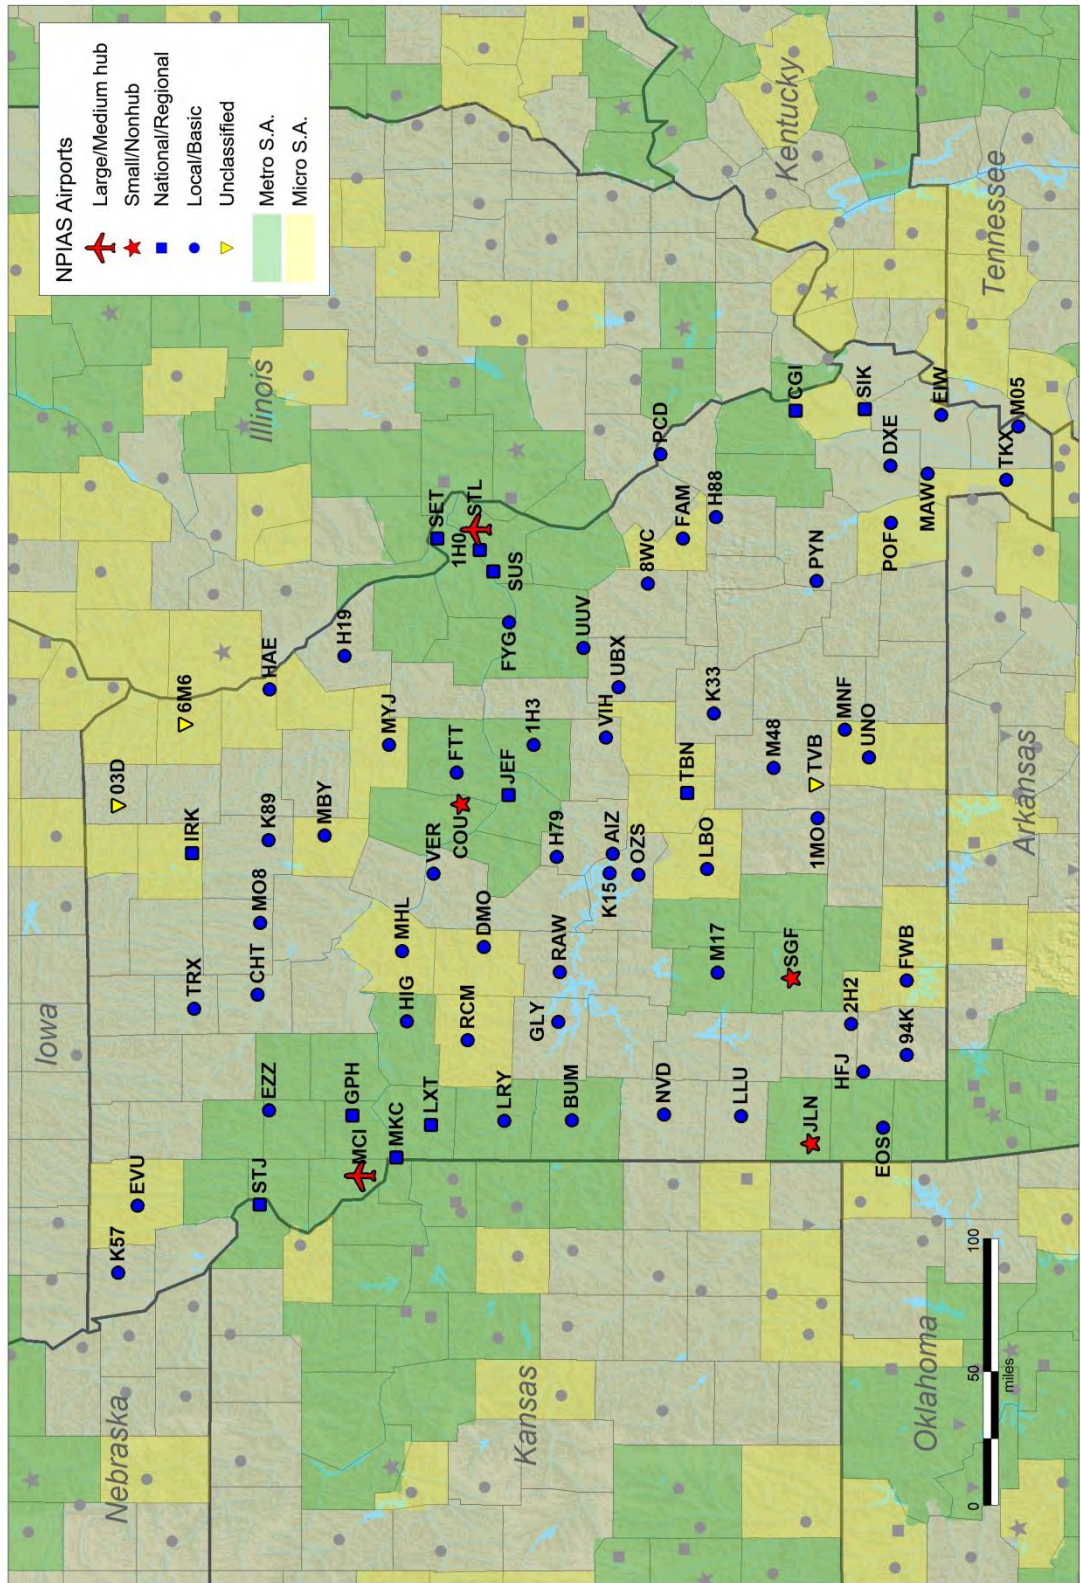 NPIAS Airports
Large/Medium hub
Small/Nonhub
National/Regional
Local/Basic
Unclassified
Metro S.A.
Micro S.A.
Nebraska
Iowa
Illinois
Kentucky
Tennessee
Arkansas
Oklahoma
Kansas
K57
EVU
STJ
EZZ
GPH
MCI
MKC
LXT
LRY
BUM
NVD
LLU
JLN
EOS
HFJ
94K
2H2
FWB
SGF
M17
GLY
RAW
RCM
DMO
HIG
MHL
TRX
CHT
MO8
IRK
K89
03D
6M6
MBY
HAE
H19
MYJ
VER
COU
FTT
JEF
1H3
H79
K15
AIZ
OZS
LBO
TBN
VIH
UBX
K33
M48
1MO
TVB
MNF
UNO
UUV
FYG
SUS
1H0
STL
SET
8WC
FAM
H88
PCD
PYN
POF
MAW
DXE
SIK
CGI
EIW
TKX
M05
0
50
100
miles